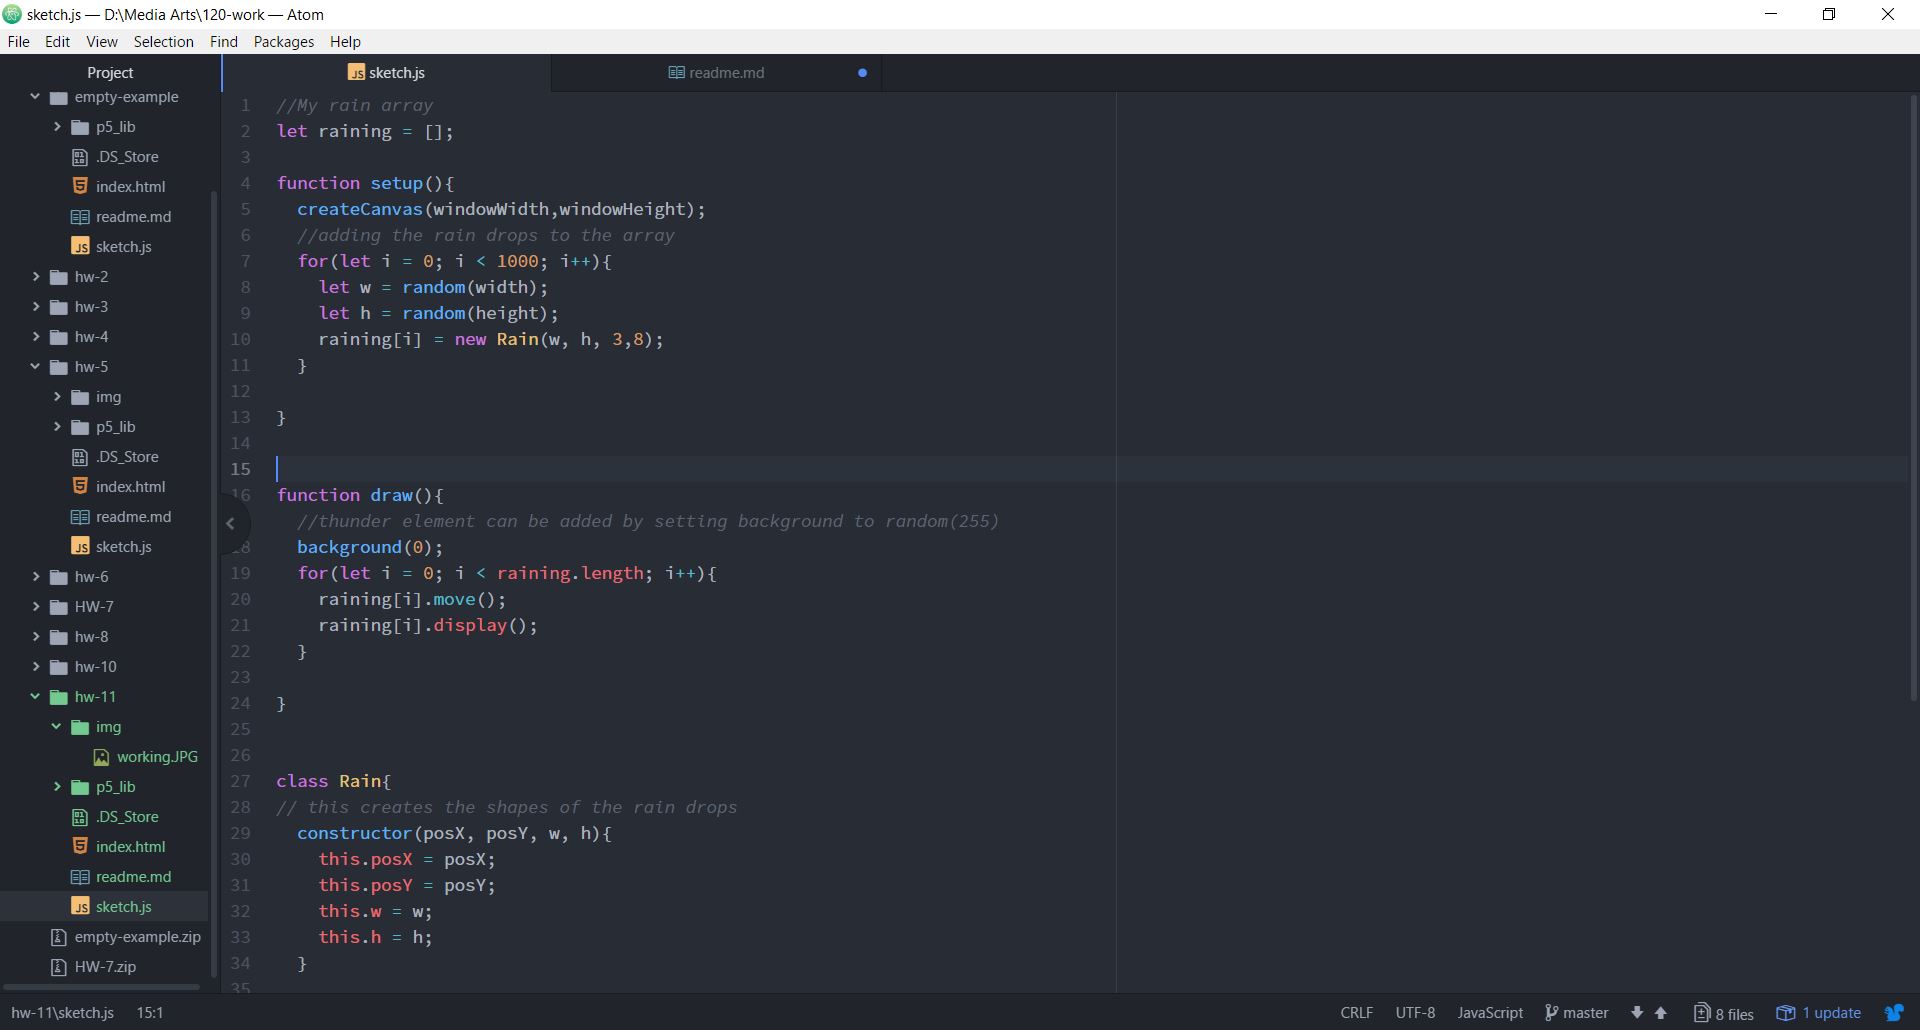 sketch.js — D:\Media Arts\120-work — Atom
File Edit View Selection Find Packages Help
Project
empty-example
p5_lib
.DS_Store
index.html
readme.md
sketch.js
hw-2
hw-3
hw-4
hw-5
img
p5_lib
.DS_Store
index.html
readme.md
sketch.js
hw-6
HW-7
hw-8
hw-10
hw-11
img
working.JPG
p5_lib
.DS_Store
index.html
readme.md
sketch.js
empty-example.zip
HW-7.zip
sketch.js readme.md
1 //My rain array
2 let raining = [];
3
4 function setup(){
5 createCanvas(windowWidth,windowHeight);
6 //adding the rain drops to the array
7 for(let i = 0; i < 1000; i++){
8 let w = random(width);
9 let h = random(height);
10 raining[i] = new Rain(w, h, 3,8);
11 }
12
13 }
14
15
16 function draw(){
//thunder element can be added by setting background to random(255)
18 background(0);
19 for(let i = 0; i < raining.length; i++){
20 raining[i].move();
21 raining[i].display();
22 }
23
24 }
25
26
27 class Rain{
28 // this creates the shapes of the rain drops
29 constructor(posX, posY, w, h){
30 this.posX = posX;
31 this.posY = posY;
32 this.w = w;
33 this.h = h;
34 }
35
hw-11\sketch.js 15:1 CRLF UTF-8 JavaScript master 8 files 1 update